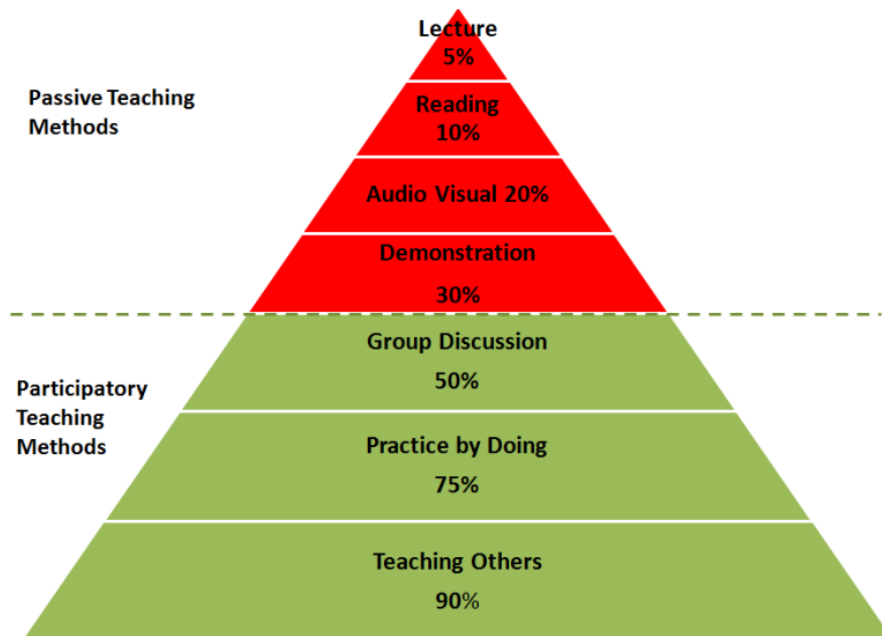 Lecture
5%
Passive Teaching
Methods
Reading
10%
Audio Visual 20%
Demonstration
30%
Group Discussion
50%
Participatory
Teaching
Methods
Practice by Doing
75%
Teaching Others
90%